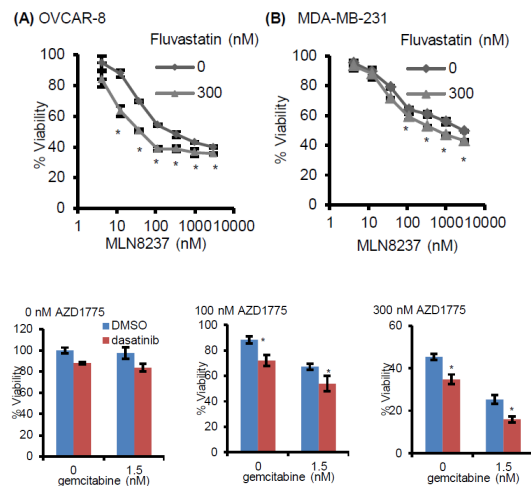 (A) OVCAR-8
Fluvastatin (nM)
0
300
% Viability
100
80
60
40
20
0
* * * * * *
1 10 100 1000 10000
MLN8237 (nM)
(B) MDA-MB-231
Fluvastatin (nM)
0
300
% Viability
100
80
60
40
20
0
* * * *
1 10 100 1000 10000
MLN8237 (nM)
0 nM AZD1775
DMSO
dasatinib
% Viability
120
100
80
60
40
20
0
0 1.5
gemcitabine (nM)
100 nM AZD1775
% Viability
100
80
60
40
20
0
* *
0 1.5
gemcitabine (nM)
300 nM AZD1775
% Viability
60
40
20
0
* *
0 1.5
gemcitabine (nM)